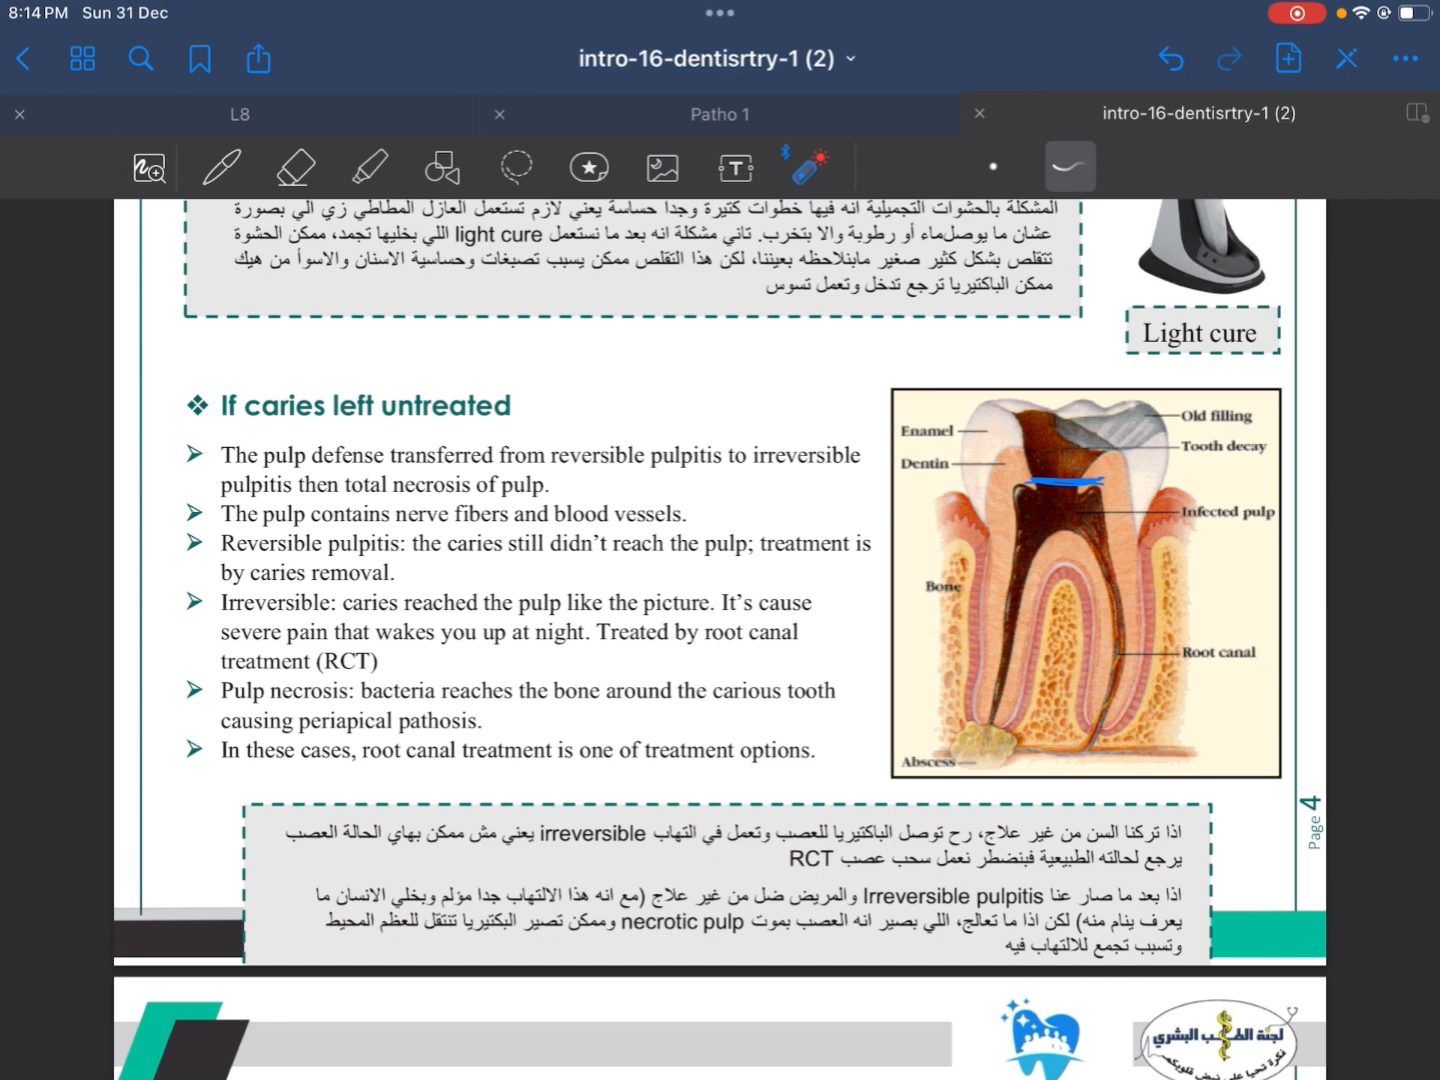 8:14 PM Sun 31 Dec
intro-16-dentisrtry-1 (2)
L8
Patho 1
intro-16-dentisrtry-1 (2)
المشكلة بالحشوات التجميلية انه فيها خطوات كتيرة وجدا حساسة يعني لازم تستعمل العازل المطاطي زي الي بصورة
عشان ما يوصلماء أو رطوبة والا بتخرب. تاني مشكلة انه بعد ما نستعمل light cure اللي بخليها تجمد، ممكن الحشوة
تتقلص بشكل كثير صغير مابنلاحظه بعيننا، لكن هذا التقلص ممكن يسبب تصبغات وحساسية الاسنان والاسوأ من هيك
ممكن الباكتيريا ترجع تدخل وتعمل تسوس
Light cure
❖ If caries left untreated
➢ The pulp defense transferred from reversible pulpitis to irreversible
pulpitis then total necrosis of pulp.
➢ The pulp contains nerve fibers and blood vessels.
➢ Reversible pulpitis: the caries still didn’t reach the pulp; treatment is
by caries removal.
➢ Irreversible: caries reached the pulp like the picture. It’s cause
severe pain that wakes you up at night. Treated by root canal
treatment (RCT)
➢ Pulp necrosis: bacteria reaches the bone around the carious tooth
causing periapical pathosis.
➢ In these cases, root canal treatment is one of treatment options.
Enamel
Dentin
Bone
Abscess
Old filling
Tooth decay
Infected pulp
Root canal
اذا تركنا السن من غير علاج، رح توصل الباكتيريا للعصب وتعمل في التهاب irreversible يعني مش ممكن بهاي الحالة العصب
يرجع لحالته الطبيعية فبنضطر نعمل سحب عصب RCT
اذا بعد ما صار عنا Irreversible pulpitis والمريض ضل من غير علاج (مع انه هذا الالتهاب جدا مؤلم وبخلي الانسان ما
يعرف ينام منه) لكن اذا ما تعالج، اللي بصير انه العصب بموت necrotic pulp وممكن تصير البكتيريا تنتقل للعظم المحيط
وتسبب تجمع للالتهاب فيه
Page 4
لجنة الطب البشري
فكرة تحيا على نبض قلوبكم